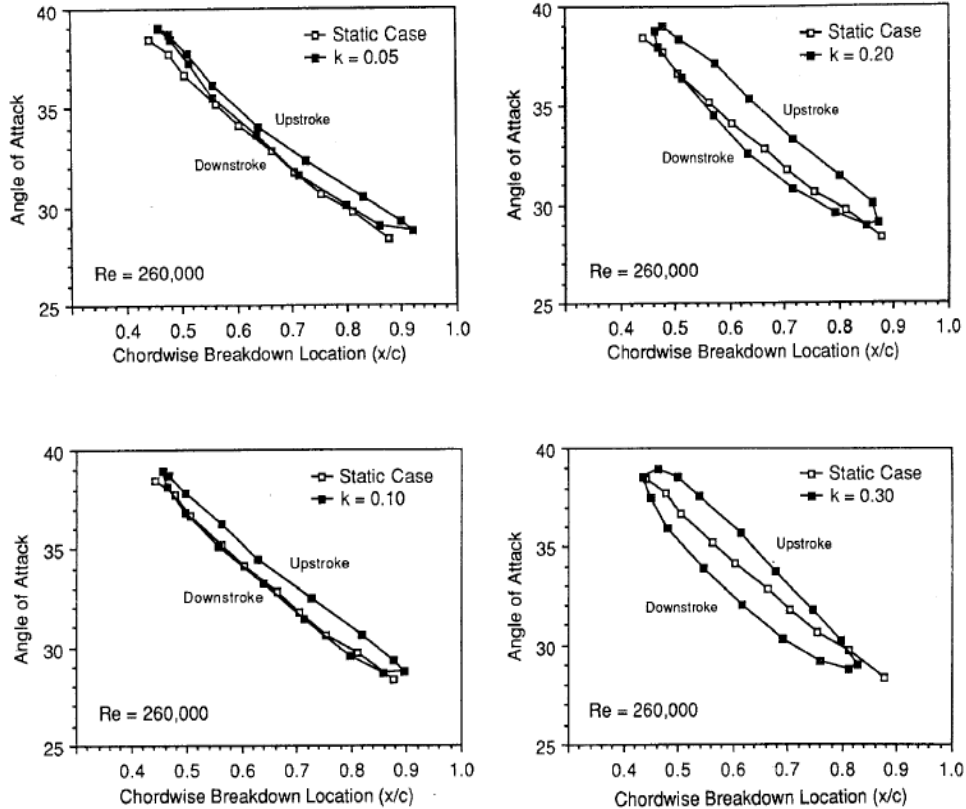 40
35
30
25
Angle of Attack
Static Case
k = 0.05
Upstroke
Downstroke
Re = 260,000
0.4 0.5 0.6 0.7 0.8 0.9 1.0
Chordwise Breakdown Location (x/c)
40
35
30
25
Angle of Attack
Static Case
k = 0.20
Upstroke
Downstroke
Re = 260,000
0.4 0.5 0.6 0.7 0.8 0.9 1.0
Chordwise Breakdown Location (x/c)
40
35
30
25
Angle of Attack
Static Case
k = 0.10
Upstroke
Downstroke
Re = 260,000
0.4 0.5 0.6 0.7 0.8 0.9 1.0
Chordwise Breakdown Location (x/c)
40
35
30
25
Angle of Attack
Static Case
k = 0.30
Upstroke
Downstroke
Re = 260,000
0.4 0.5 0.6 0.7 0.8 0.9 1.0
Chordwise Breakdown Location (x/c)